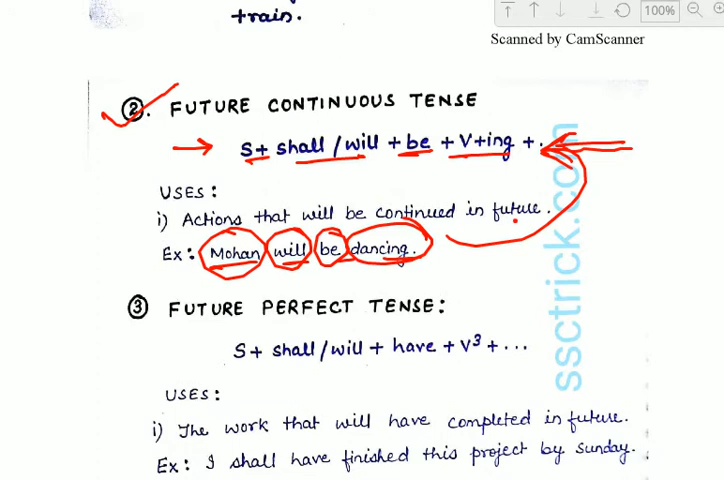 train.
100%
Scanned by CamScanner
②. FUTURE CONTINUOUS TENSE
→ S+ shall / will + be + V+ing + .
USES :
i) Actions that will be continued in future.
Ex : Mohan will be dancing.
③ FUTURE PERFECT TENSE :
S+ shall / will + have + V³ + ...
USES :
i) The work that will have completed in future.
Ex : I shall have finished this project by Sunday.
ssctrick.com